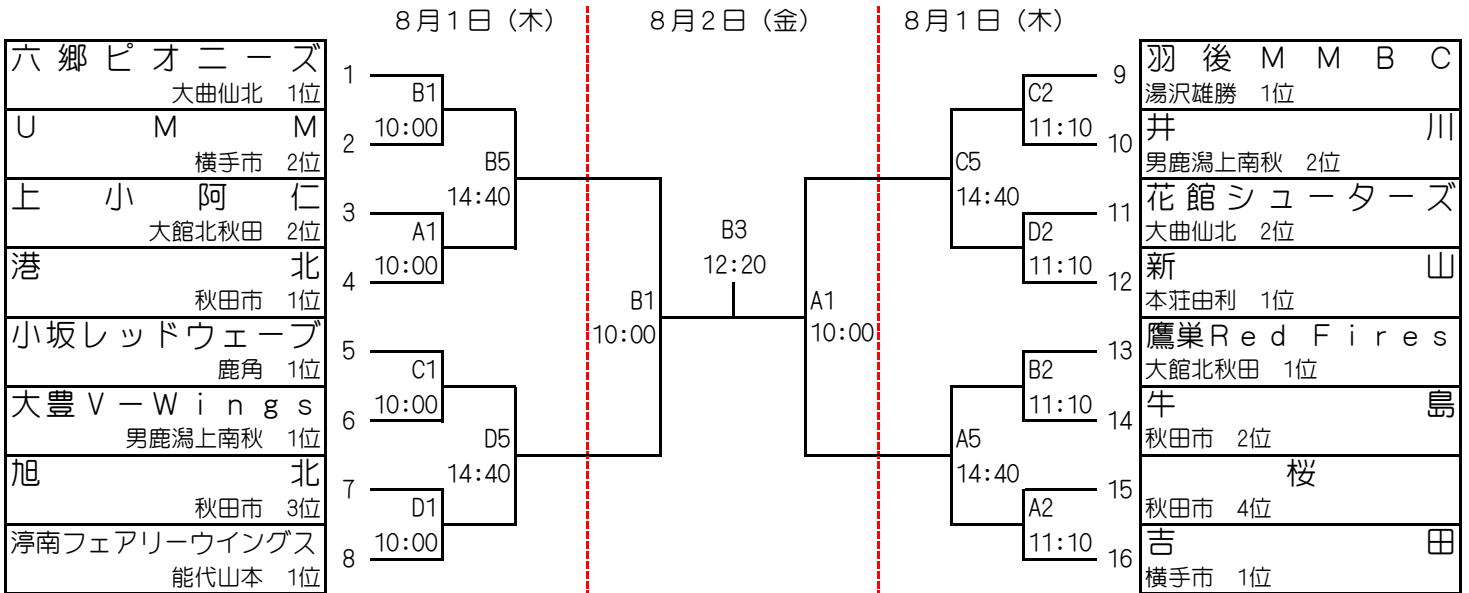 ８月１日（木）
８月２日（金）
８月１日（木）
六郷ピオニーズ
大曲仙北　1位
ＵＭＭ
横手市　2位
上小阿仁
大館北秋田　2位
港北
秋田市　1位
小坂レッドウェーブ
鹿角　1位
大豊Ｖ－Ｗｉｎｇｓ
男鹿潟上南秋　1位
旭北
秋田市　3位
渟南フェアリーウイングス
能代山本　1位
1
2
3
4
5
6
7
8
B1
10:00
A1
10:00
C1
10:00
D1
10:00
B5
14:40
D5
14:40
B1
10:00
B3
12:20
A1
10:00
C5
14:40
A5
14:40
C2
11:10
D2
11:10
B2
11:10
A2
11:10
9
10
11
12
13
14
15
16
羽後ＭＭＢＣ
湯沢雄勝　1位
井川
男鹿潟上南秋　2位
花館シューターズ
大曲仙北　2位
新山
本荘由利　1位
鷹巣Ｒｅｄ　Ｆｉｒｅｓ
大館北秋田　1位
牛島
秋田市　2位
桜
秋田市　4位
吉田
横手市　1位